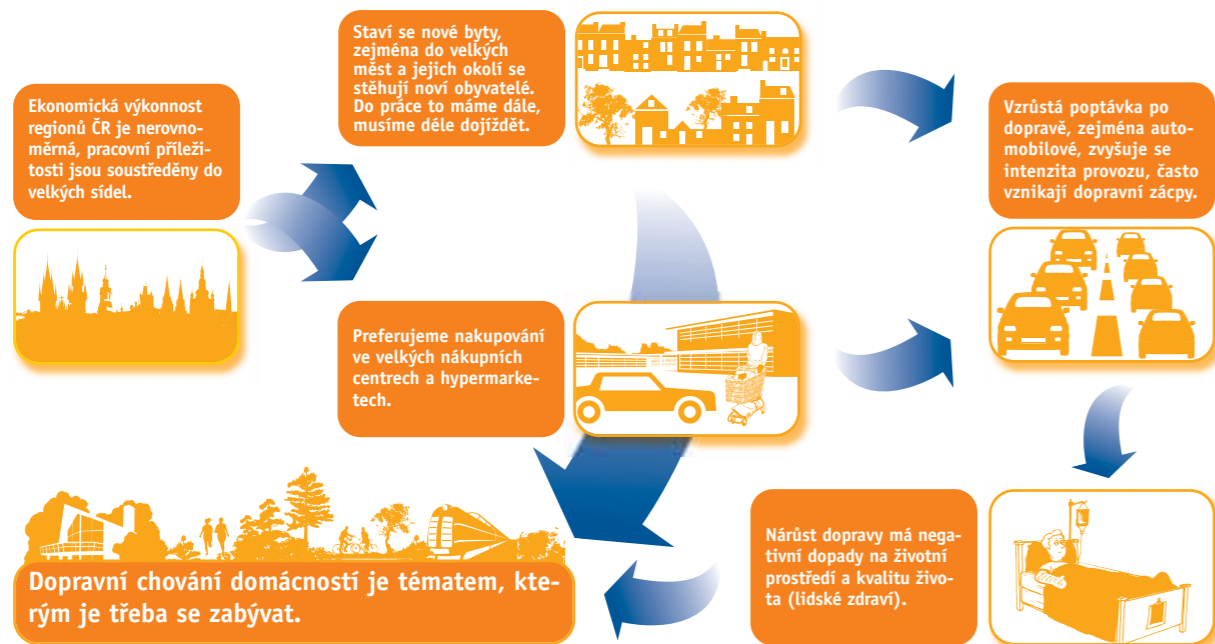 Ekonomická výkonnost
regionů ČR je nerovno-
měrná, pracovní příleži-
tosti jsou soustředěny do
velkých sídel.
Staví se nové byty,
zejména do velkých
měst a jejich okolí se
stěhují noví obyvatelé.
Do práce to máme dále,
musíme déle dojíždět.
Preferujeme nakupování
ve velkých nákupních
centrech a hypermarke-
tech.
Vzrůstá poptávka po
dopravě, zejména auto-
mobilové, zvyšuje se
intenzita provozu, často
vznikají dopravní zácpy.
Nárůst dopravy má nega-
tivní dopady na životní
prostředí a kvalitu živo-
ta (lidské zdraví).
Dopravní chování domácností je tématem, kte-
rým je třeba se zabývat.